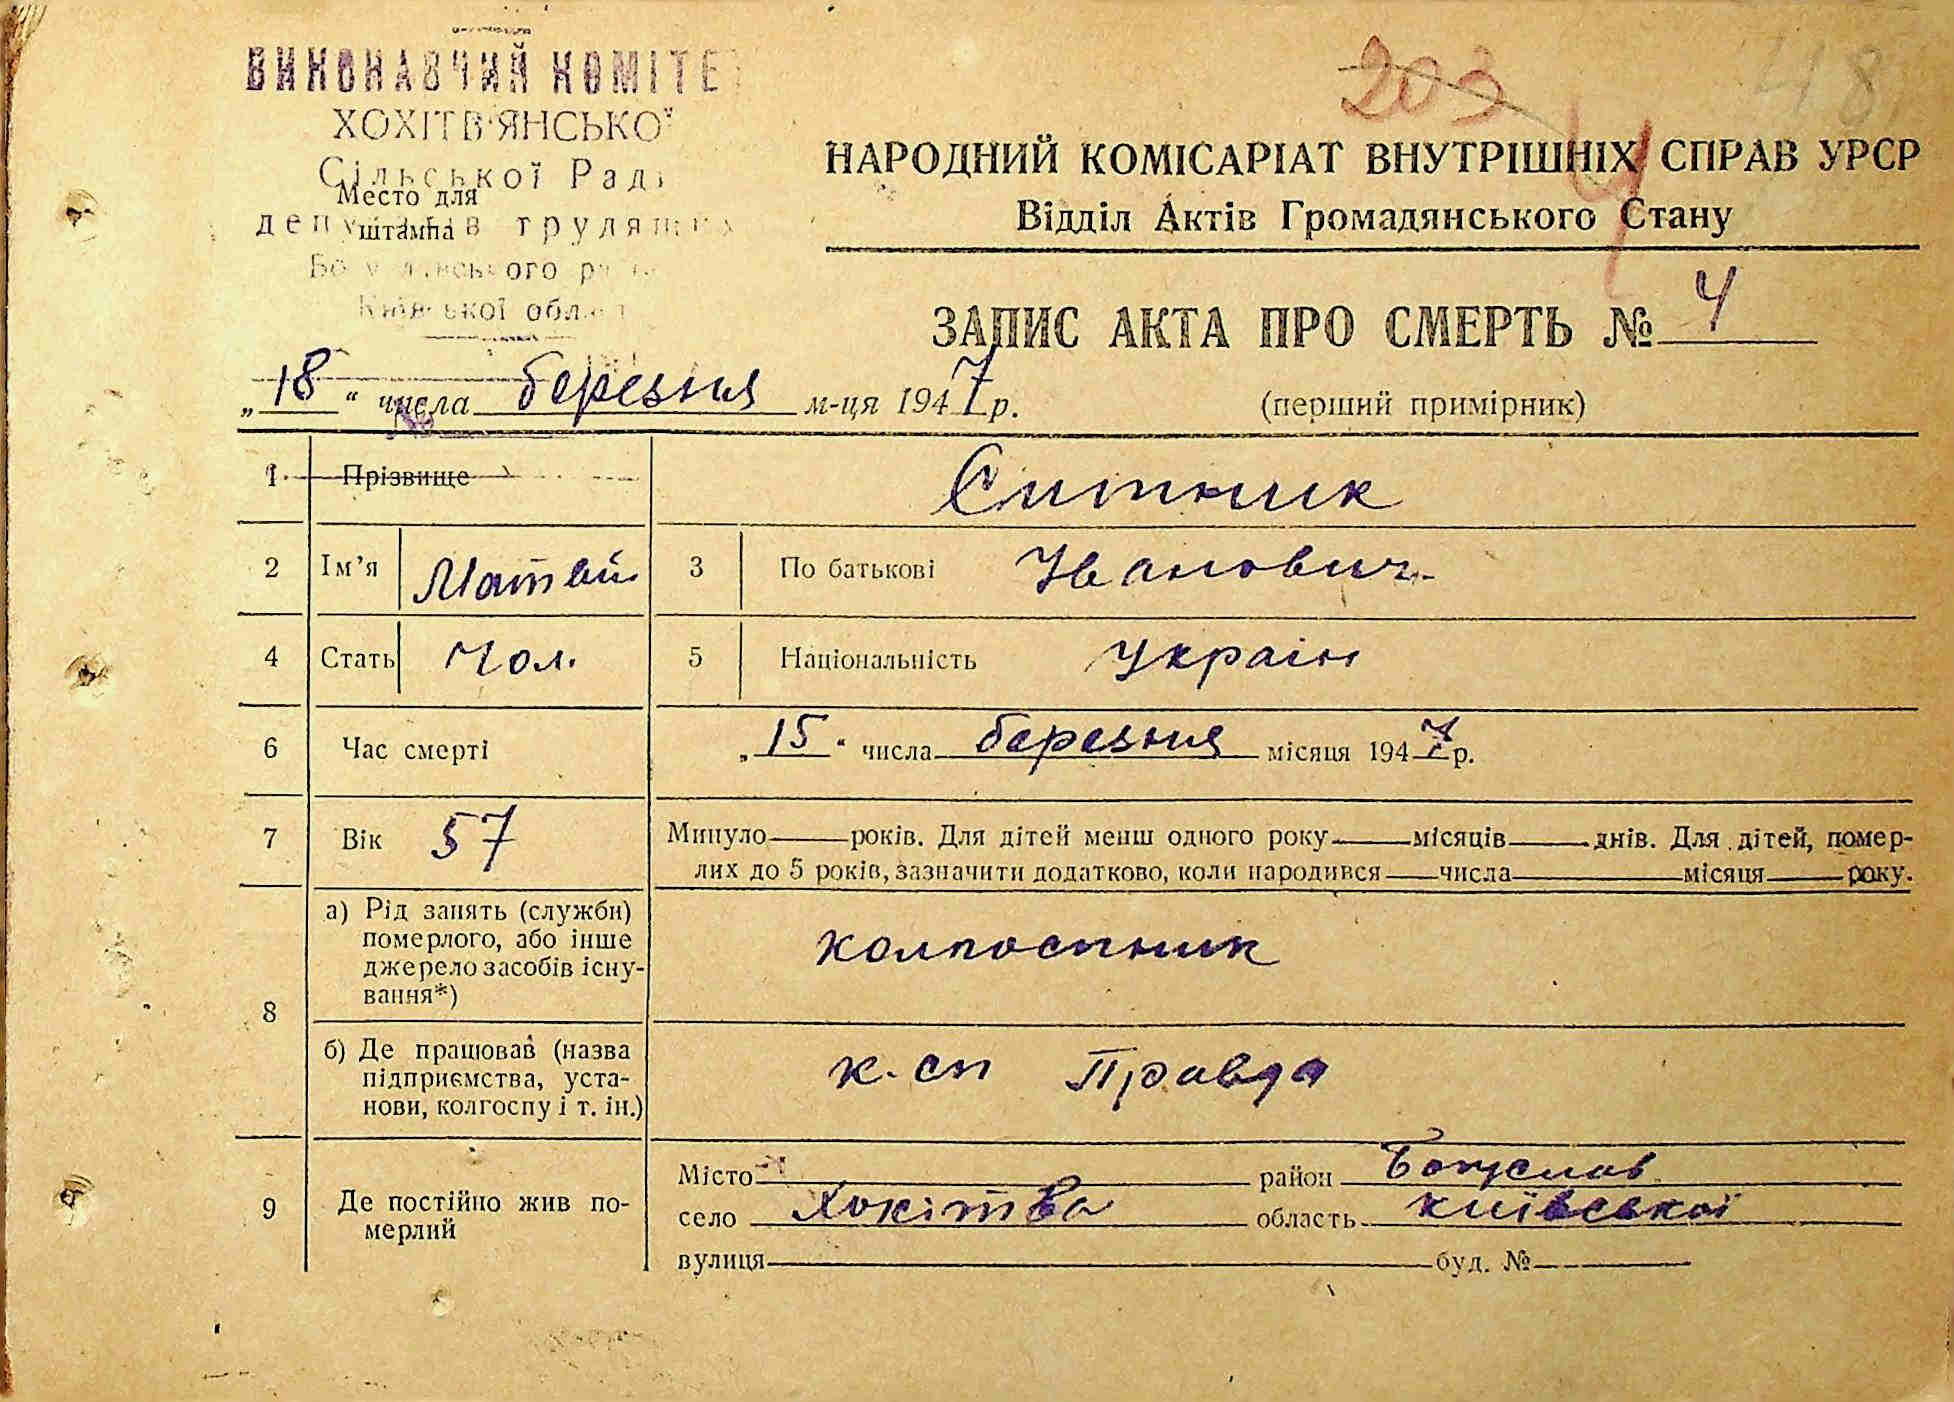 ВИКОНАВЧИЙ КОМІТЕТ
ХОХІТВ'ЯНСЬКОЇ
Сільської Ради
Место для
штампа
депутатів трудящих
Богуславського р
Київської обл
203
4
48
НАРОДНИЙ КОМІСАРІАТ ВНУТРІШНІХ СПРАВ УРСР
Відділ Актів Громадянського Стану
ЗАПИС АКТА ПРО СМЕРТЬ № 4
„18“ числа березня м-ця 1947 р.
(перший примірник)
1 Прізвище Ситник
2 Ім'я Матвій 3 По батькові Іванович
4 Стать Чол. 5 Національність Україн
6 Час смерті „15“ числа березня місяця 1947 р.
7 Вік 57 Минуло років. Для дітей менш одного року місяців днів. Для дітей, помер-
лих до 5 років, зазначити додатково, коли народився числа місяця року.
8
а) Рід занять (служби)
померлого, або інше
джерело засобів існу-
вання*)
колгоспник
б) Де працював (назва
підприємства, уста-
нови, колгоспу і т. ін.)
к-сп Правда
9 Де постійно жив по-
мерлий
Місто район Богуслав
село Хохітва область Київської
вулиця буд. №